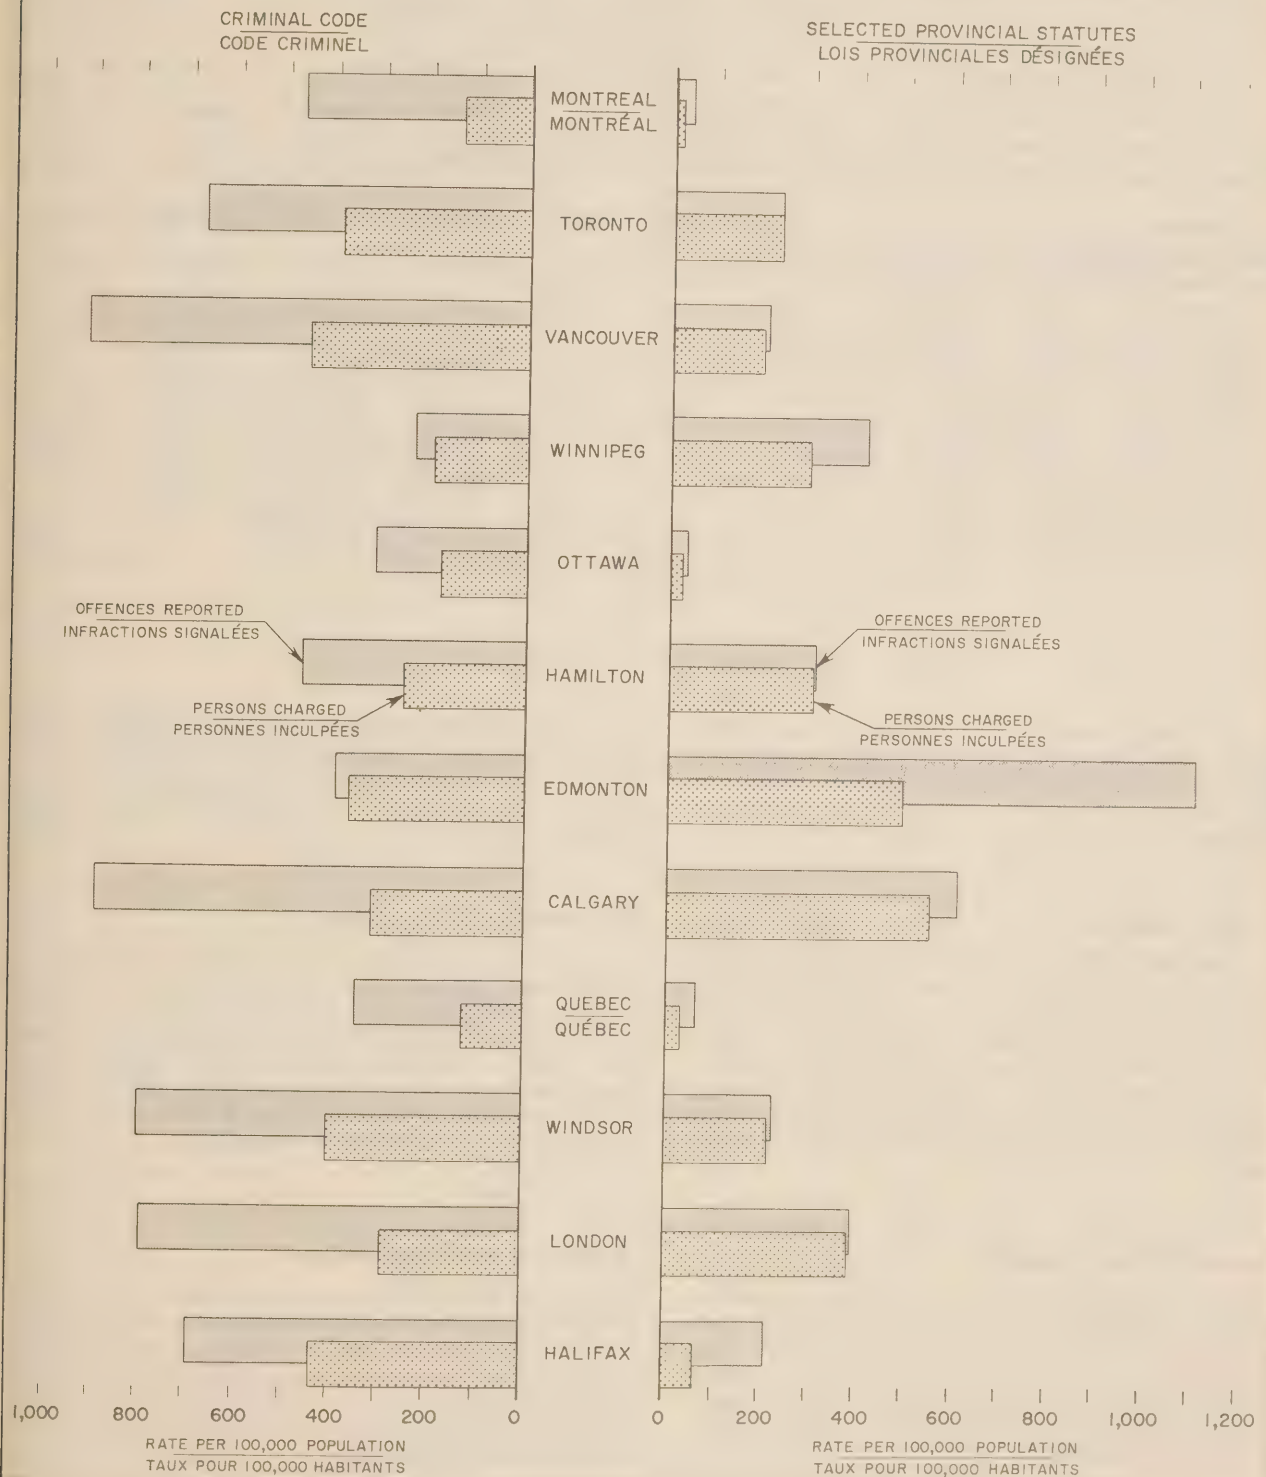 CRIMINAL CODE
CODE CRIMINEL
SELECTED PROVINCIAL STATUTES
LOIS PROVINCIALES DÉSIGNÉES
MONTREAL
MONTRÉAL
TORONTO
VANCOUVER
WINNIPEG
OTTAWA
OFFENCES REPORTED
INFRACTIONS SIGNALÉES
OFFENCES REPORTED
INFRACTIONS SIGNALÉES
HAMILTON
PERSONS CHARGED
PERSONNES INCULPÉES
PERSONS CHARGED
PERSONNES INCULPÉES
EDMONTON
CALGARY
QUEBEC
QUÉBEC
WINDSOR
LONDON
HALIFAX
1,000 800 600 400 200 0
0 200 400 600 800 1,000 1,200
RATE PER 100,000 POPULATION
TAUX POUR 100,000 HABITANTS
RATE PER 100,000 POPULATION
TAUX POUR 100,000 HABITANTS